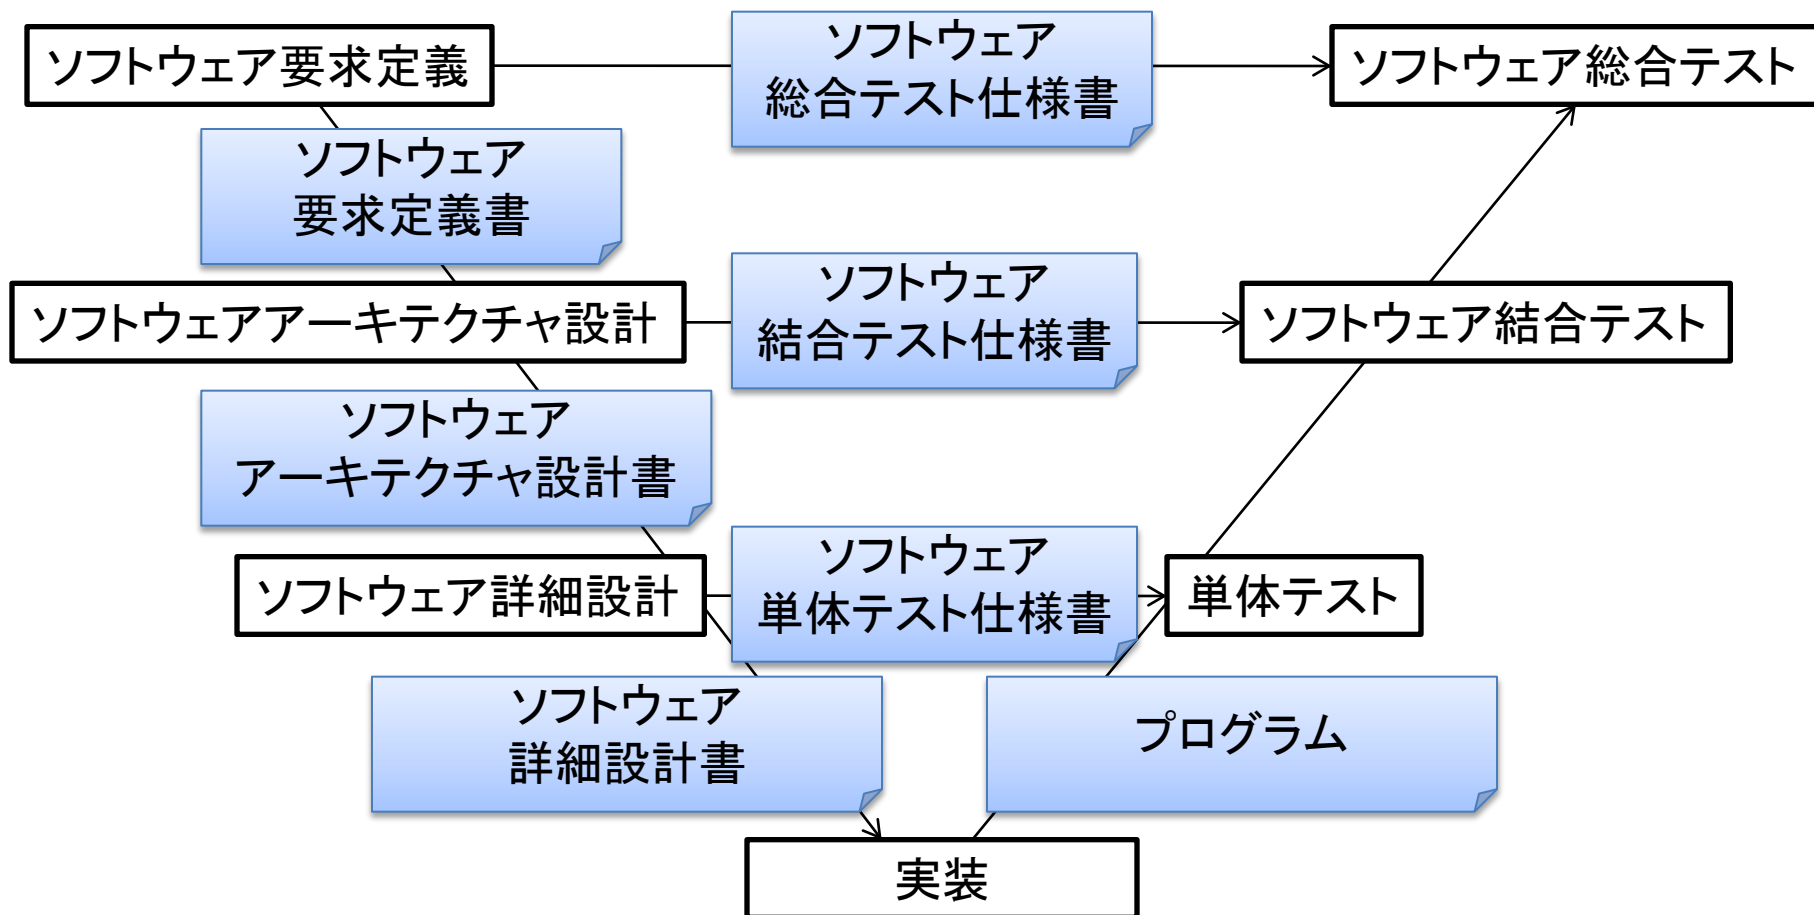 ソフトウェア要求定義
ソフトウェア
総合テスト仕様書
ソフトウェア総合テスト
ソフトウェア
要求定義書
ソフトウェアアーキテクチャ設計
ソフトウェア
結合テスト仕様書
ソフトウェア結合テスト
ソフトウェア
アーキテクチャ設計書
ソフトウェア詳細設計
ソフトウェア
単体テスト仕様書
単体テスト
ソフトウェア
詳細設計書
プログラム
実装